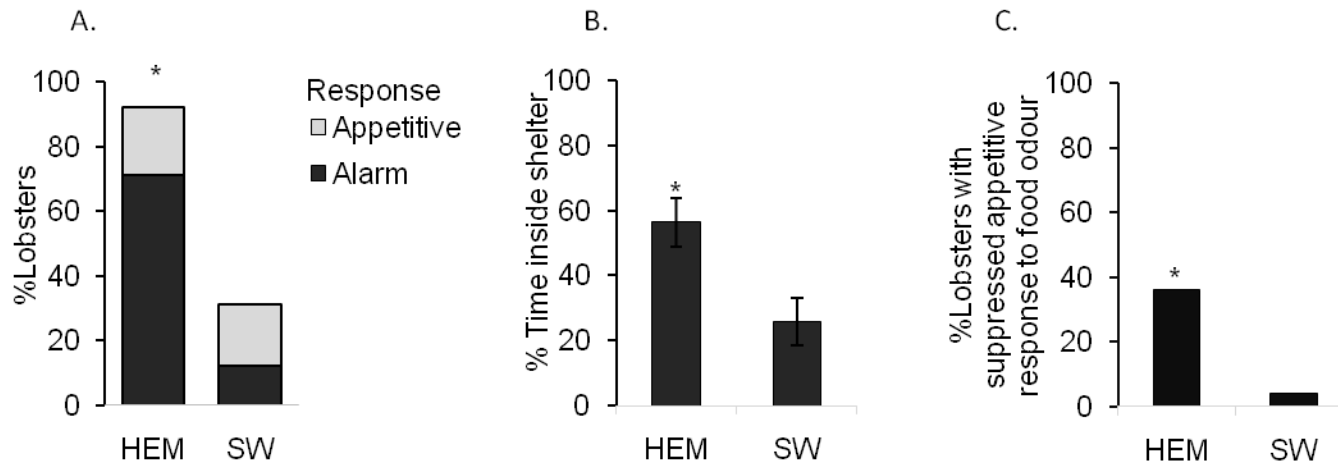 A.
%Lobsters
100
80
60
40
20
0
*
HEM
SW
Response
Appetitive
Alarm
B.
% Time inside shelter
100
80
60
40
20
0
*
HEM
SW
C.
%Lobsters with
suppressed appetitive
response to food odour
100
80
60
40
20
0
*
HEM
SW